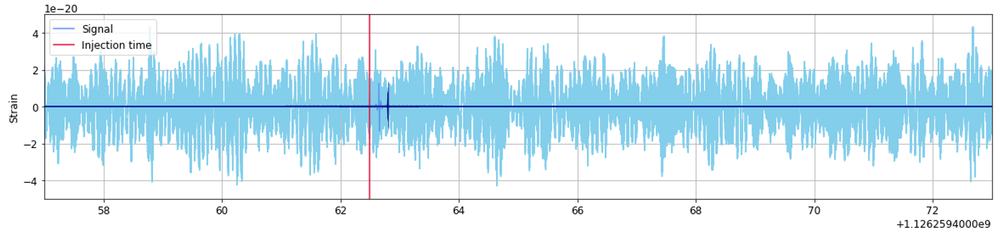 1e−20
Signal
Injection time
4
2
0
−2
−4
Strain
58 60 62 64 66 68 70 72
+1.1262594000e9